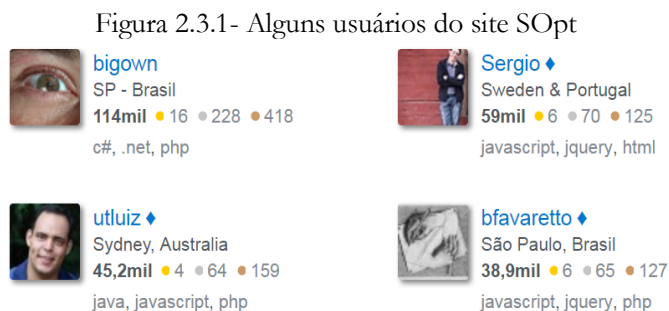 Figura 2.3.1- Alguns usuários do site SOpt
bigown
SP - Brasil
114mil ● 16 ● 228 ● 418
c#, .net, php
Sergio ♦
Sweden & Portugal
59mil ● 6 ● 70 ● 125
javascript, jquery, html
utluiz ♦
Sydney, Australia
45,2mil ● 4 ● 64 ● 159
java, javascript, php
bfavaretto ♦
São Paulo, Brasil
38,9mil ● 6 ● 65 ● 127
javascript, jquery, php